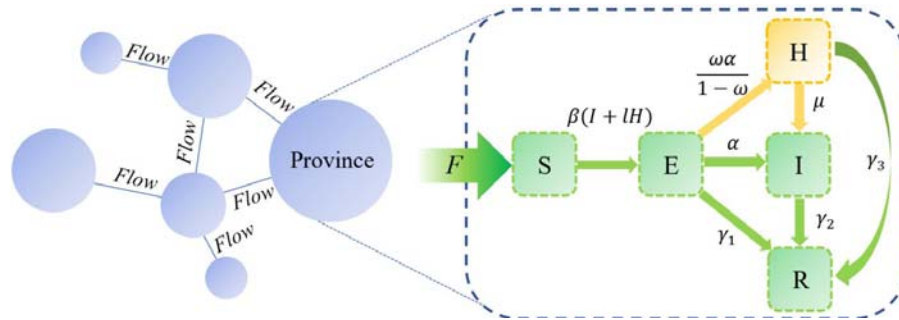 Flow
Flow
Flow
Flow
Flow
Flow
Province
F
S
β(I + lH)
E
ωα
1 − ω
α
γ₁
H
μ
I
γ₂
R
γ₃